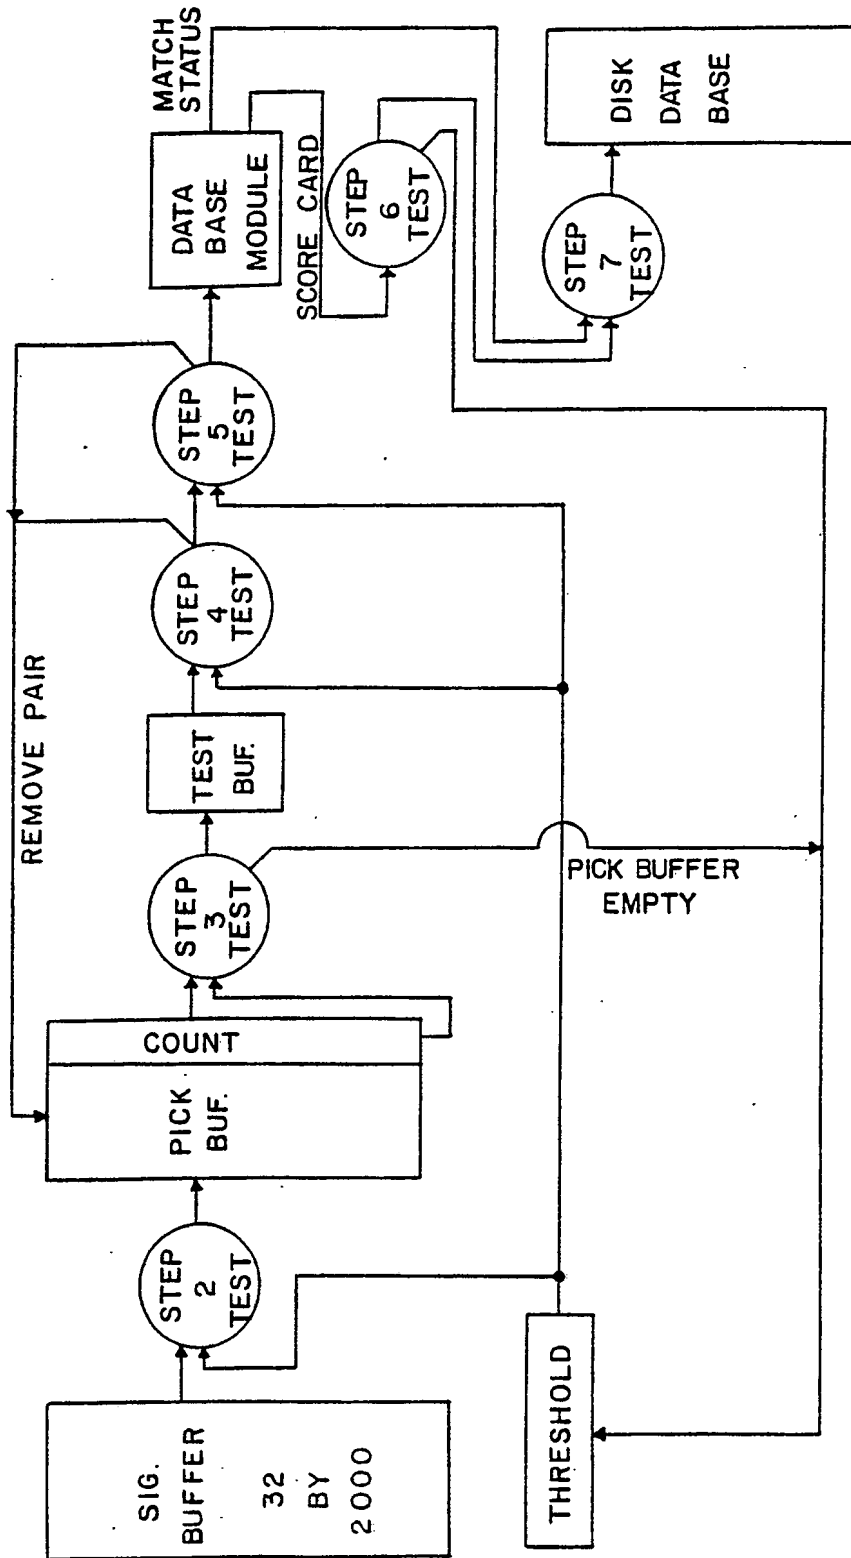 SIG.
BUFFER
32
BY
2000
STEP
2
TEST
THRESHOLD
REMOVE PAIR
PICK
BUF.
COUNT
STEP
3
TEST
PICK BUFFER
EMPTY
TEST
BUF.
STEP
4
TEST
STEP
5
TEST
DATA
BASE
MODULE
MATCH
STATUS
SCORE CARD
STEP
6
TEST
STEP
7
TEST
DISK
DATA
BASE